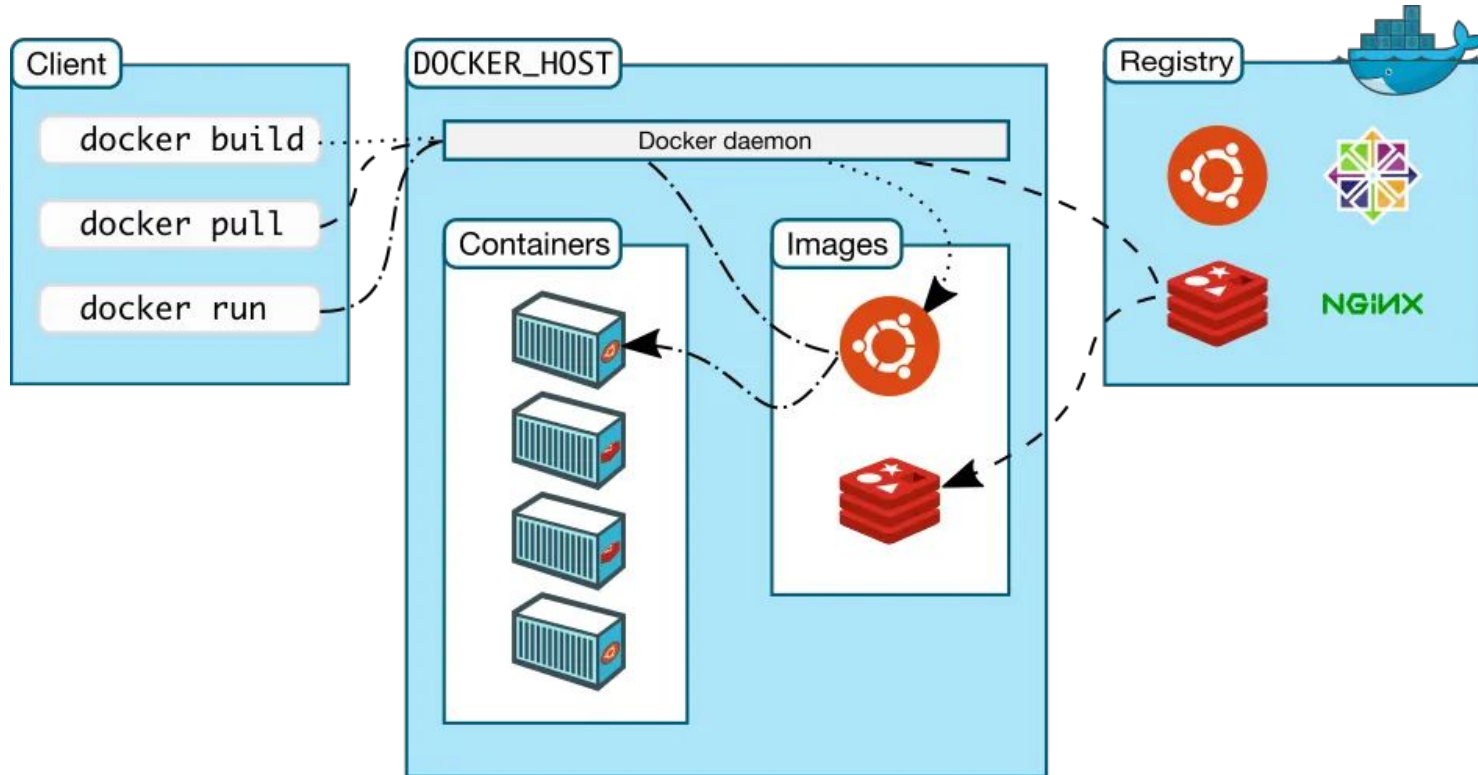 Client
docker build
docker pull
docker run
DOCKER_HOST
Docker daemon
Containers
Images
Registry
NGiNX